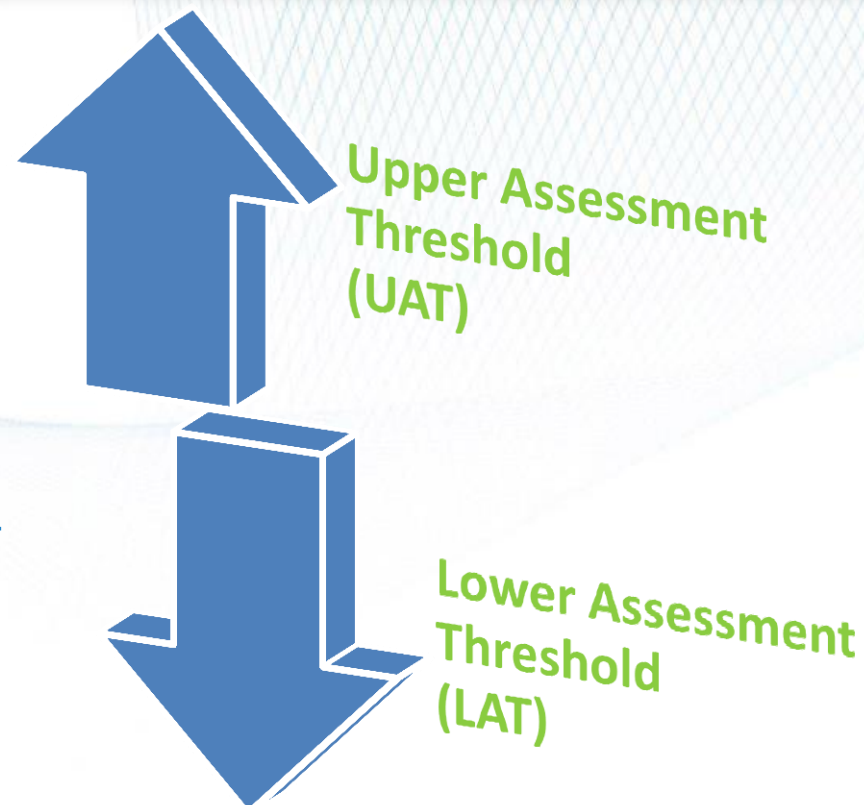 Upper Assessment
Threshold
(UAT)
Lower Assessment
Threshold
(LAT)